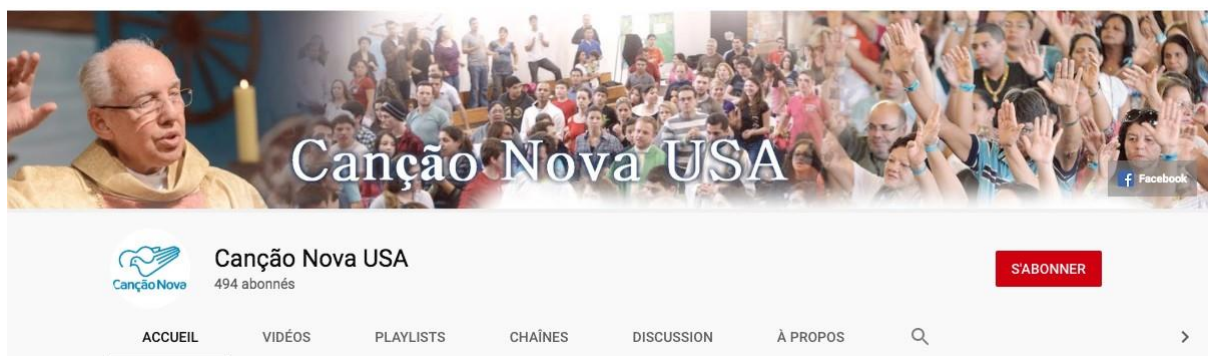 Canção Nova USA
Facebook
Canção Nova
Canção Nova USA
494 abonnés
S'ABONNER
ACCUEIL VIDÉOS PLAYLISTS CHAÎNES DISCUSSION À PROPOS